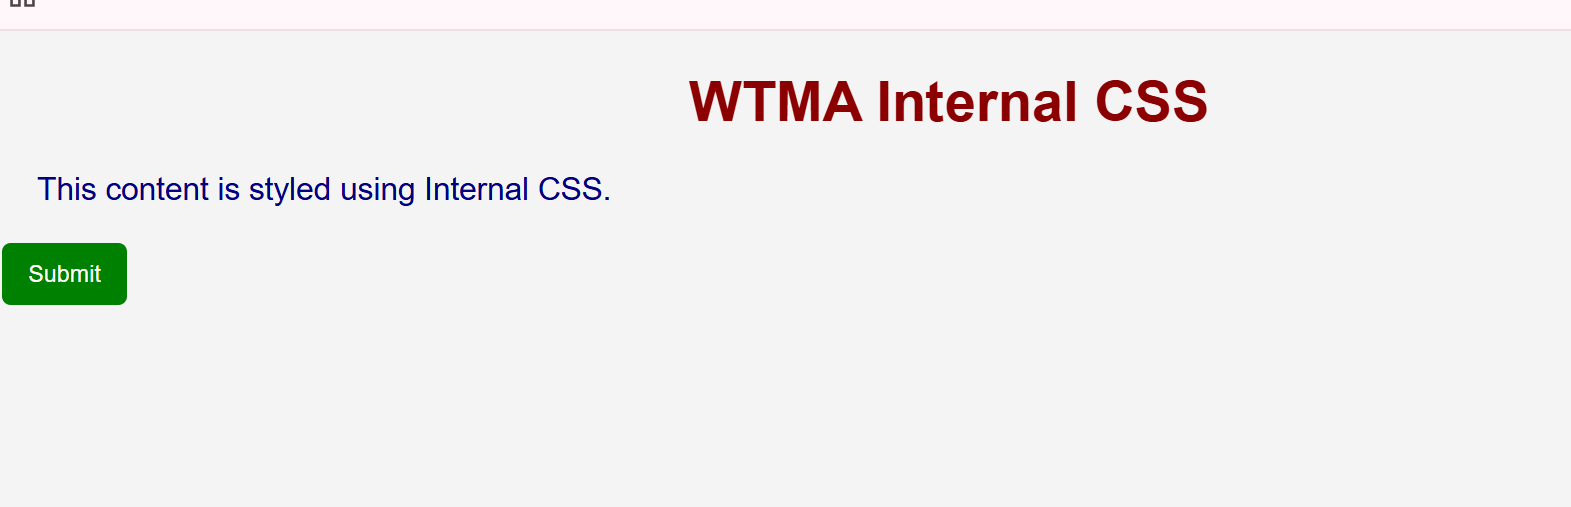 WTMA Internal CSS
This content is styled using Internal CSS.
Submit